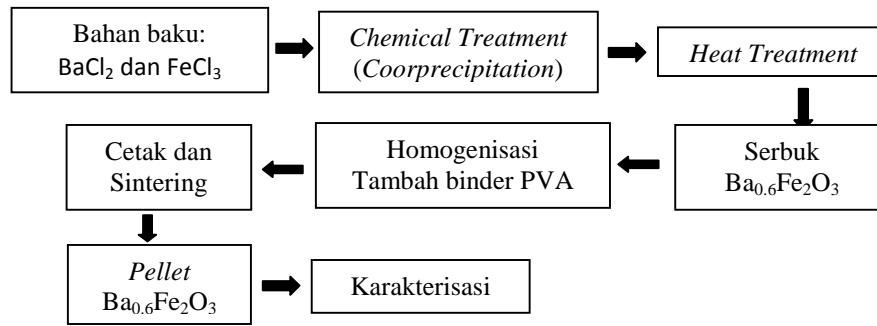 Bahan baku:
BaCl₂ dan FeCl₃
Chemical Treatment
(Coorprecipitation)
Heat Treatment
Serbuk
Ba₀.₆Fe₂O₃
Homogenisasi
Tambah binder PVA
Cetak dan
Sintering
Pellet
Ba₀.₆Fe₂O₃
Karakterisasi